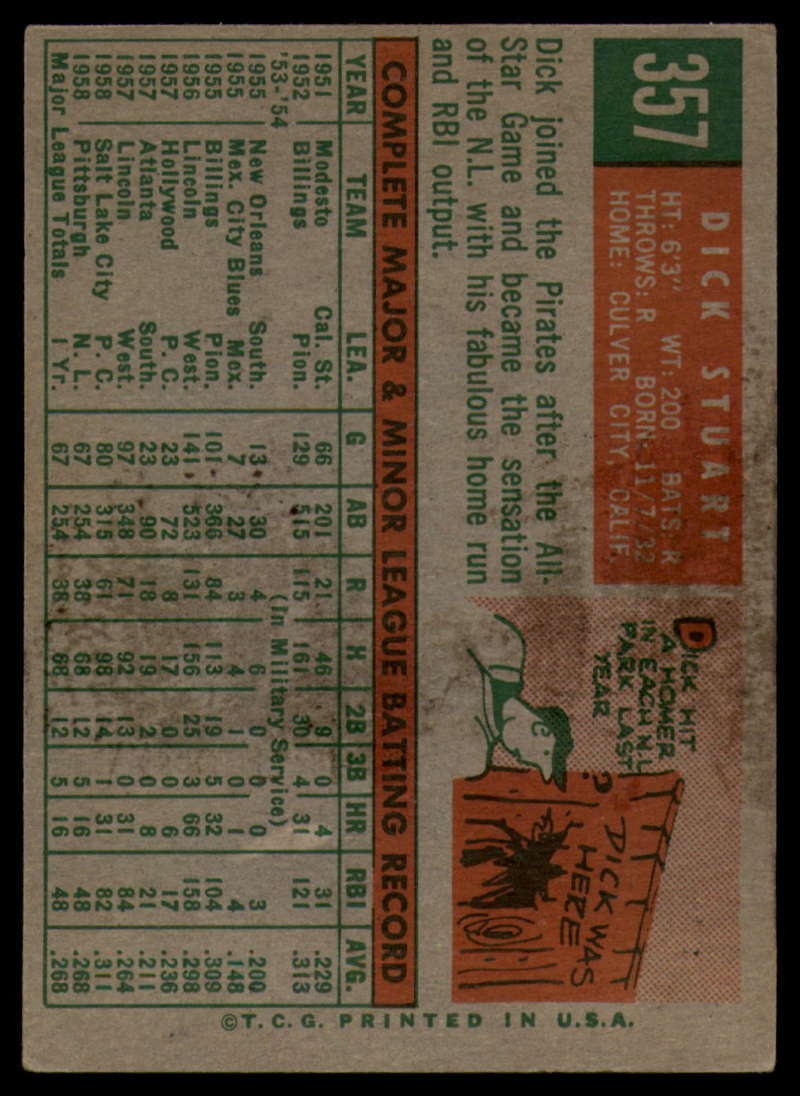 357
DICK STUART
HT: 6'3" WT: 200 BATS: R
THROWS: R BORN: 11/7/32
HOME: CULVER CITY, CALIF.
Dick joined the Pirates after the All-
Star Game and became the sensation
of the N.L. with his fabulous home run
and RBI output.
DICK HIT
A HOMER
IN EACH N.L.
PARK LAST
YEAR
?
DICK WAS
HERE
COMPLETE MAJOR & MINOR LEAGUE BATTING RECORD
YEAR TEAM LEA. G AB R H 2B 3B HR RBI AVG.
1951 Modesto Cal. St. 66 201 21 46 9 0 4 31 .229
1952 Billings Pion. 129 515 115 161 30 4 31 121 .313
'53-'54 (In Military Service)
1955 New Orleans South. 13 30 4 6 0 0 0 3 .200
1955 Mex. City Blues Mex. 7 27 3 4 1 0 1 4 .148
1955 Billings Pion. 101 366 84 113 19 5 32 104 .309
1956 Lincoln West. 141 523 131 156 25 3 66 158 .298
1957 Hollywood P. C. 23 72 8 17 0 0 6 17 .236
1957 Atlanta South. 23 90 18 19 2 0 8 21 .211
1957 Lincoln West. 97 348 71 92 13 0 31 84 .264
1958 Salt Lake City P. C. 80 315 61 98 14 1 31 82 .311
1958 Pittsburgh N. L. 67 254 38 68 12 5 16 48 .268
Major League Totals 1 Yr. 67 254 38 68 12 5 16 48 .268
©T. C. G. PRINTED IN U.S.A.